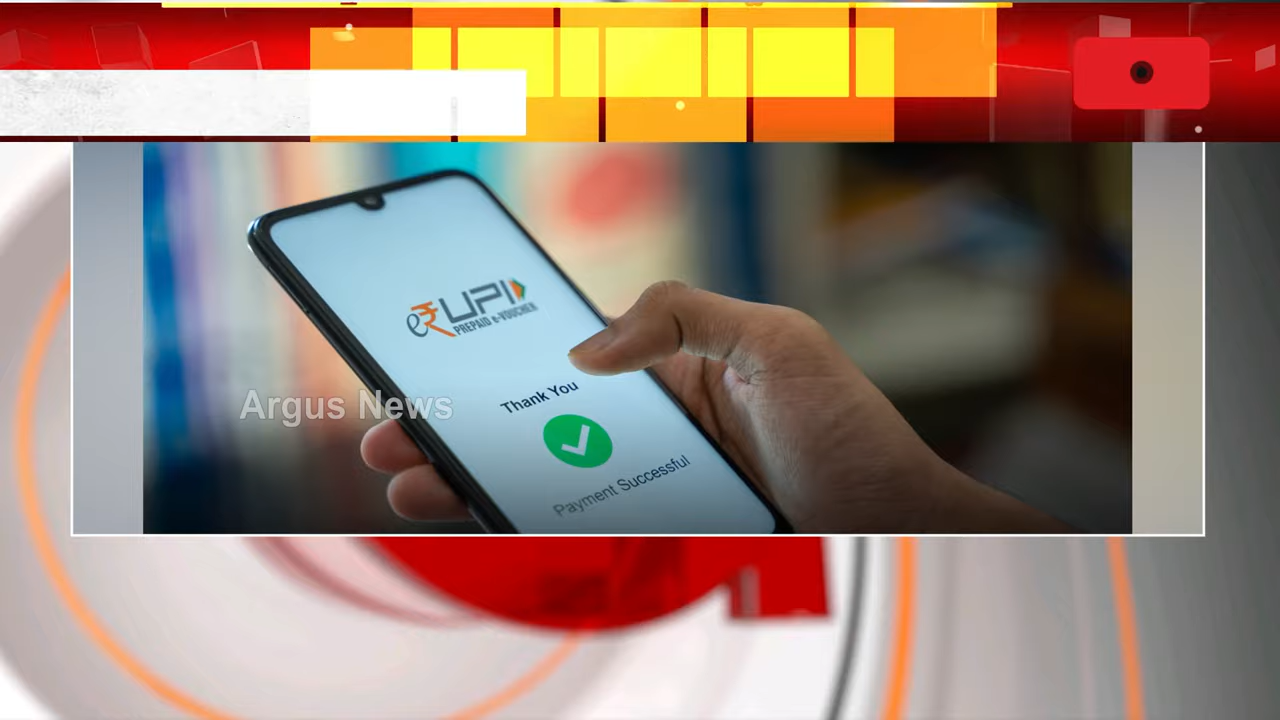 e₹UPI
PREPAID e-VOUCHER
Thank You
Argus News
Payment Successful